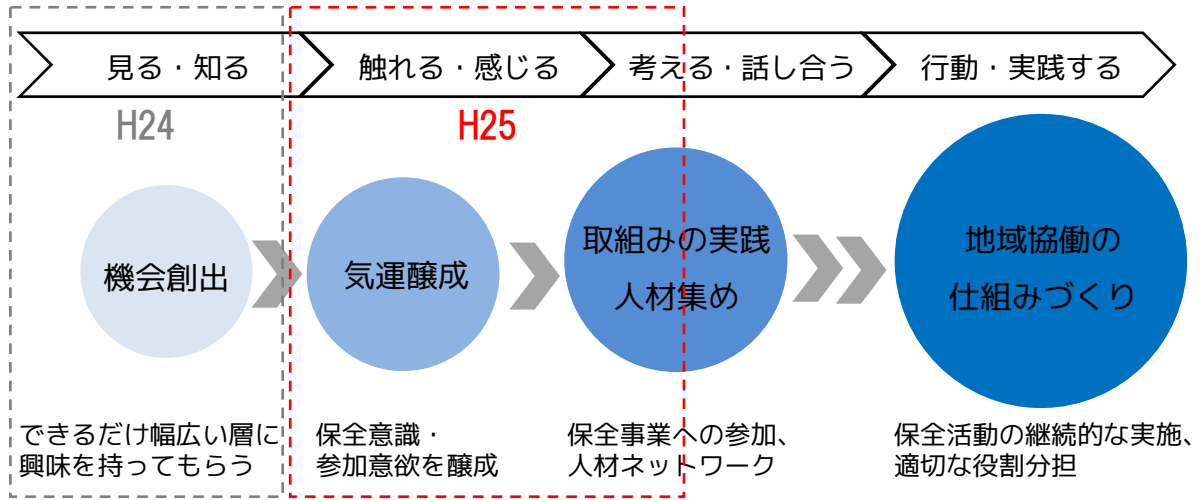 見る・知る
触れる・感じる
考える・話し合う
行動・実践する
H24
H25
機会創出
気運醸成
取組みの実践
人材集め
地域協働の
仕組みづくり
できるだけ幅広い層に
興味を持ってもらう
保全意識・
参加意欲を醸成
保全事業への参加、
人材ネットワーク
保全活動の継続的な実施、
適切な役割分担